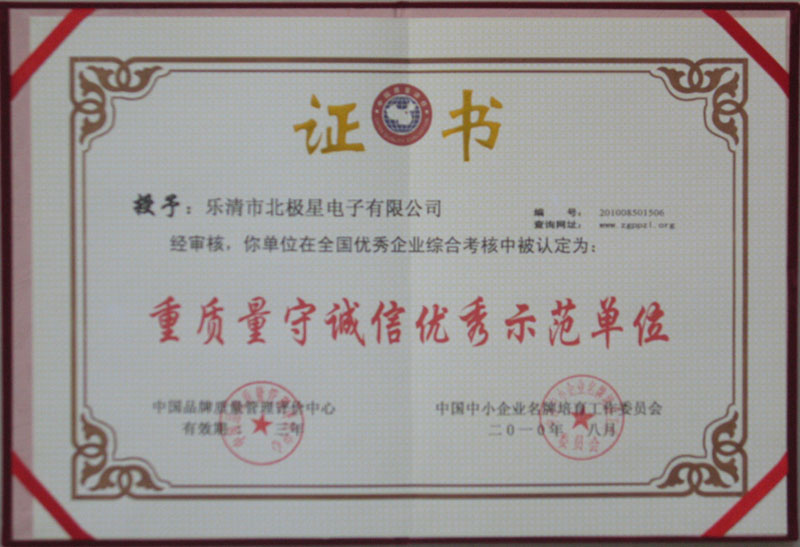 证书
授予：乐清市北极星电子有限公司
编 号： 201008501506
查询网址： www.zgppzl.org
经审核，你单位在全国优秀企业综合考核中被认定为：
重质量守诚信优秀示范单位
中国品牌质量管理评价中心
有效期：三年
中国中小企业名牌培育工作委员会
二〇一〇年 八月